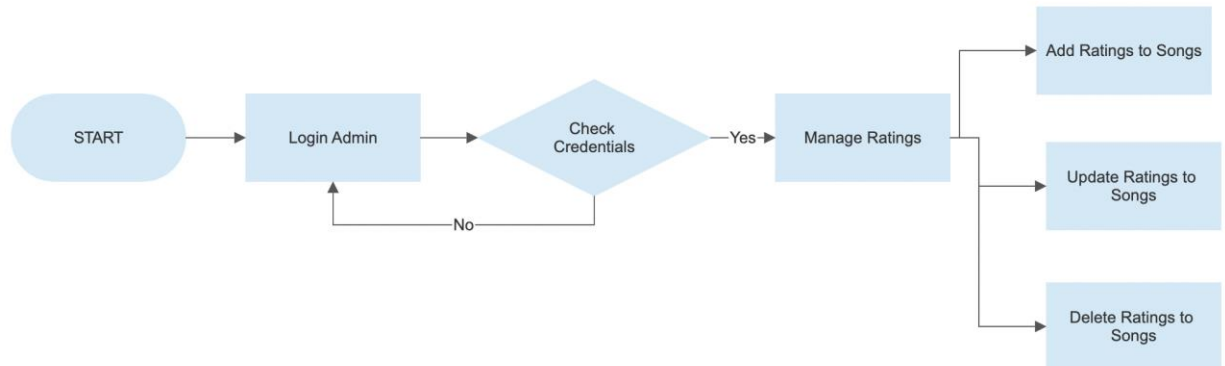 START
Login Admin
Check
Credentials
Yes
No
Manage Ratings
Add Ratings to Songs
Update Ratings to
Songs
Delete Ratings to
Songs